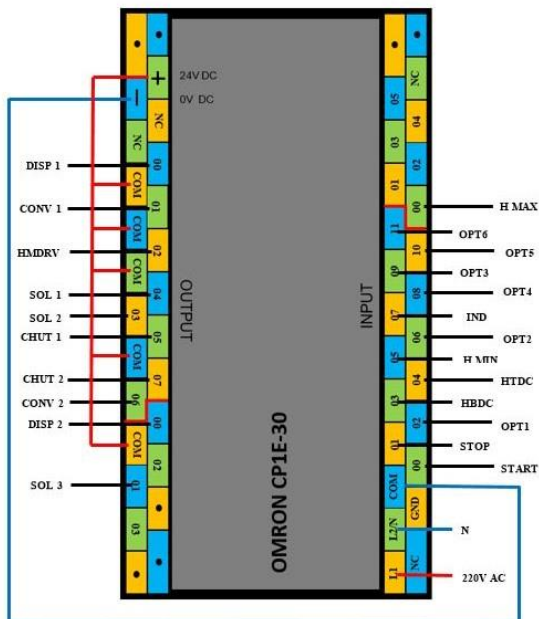 DISP 1
CONV 1
HMDRV
SOL 1
SOL 2
CHUT 1
CHUT 2
CONV 2
DISP 2
SOL 3
−
NC
COM
COM
COM
03
COM
06
COM
01
03
+
NC
00
01
02
04
05
07
00
02
24V DC
0V DC
OUTPUT
OMRON CP1E-30
INPUT
05
03
01
11
09
07
05
03
01
COM
L2/N
L1
NC
04
02
00
10
08
06
04
02
00
GND
NC
H MAX
OPT6
OPT5
OPT3
OPT4
IND
OPT2
H MIN
HTDC
HBDC
OPT1
STOP
START
N
220V AC